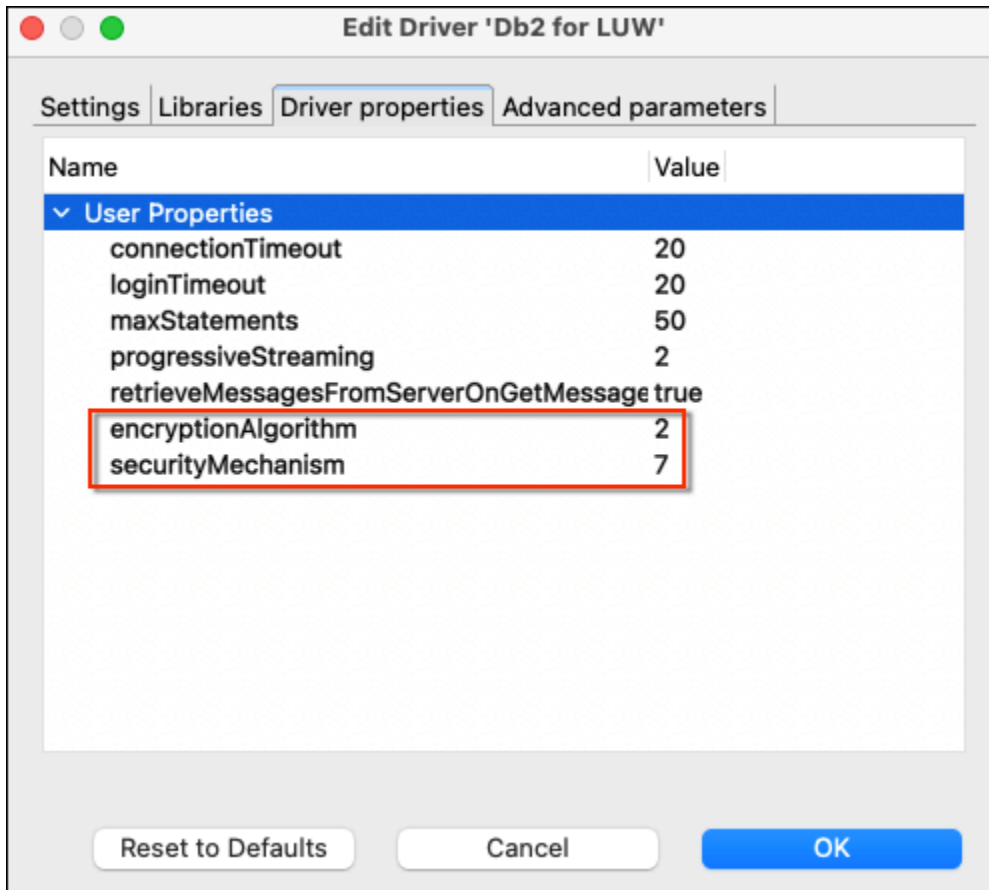 Edit Driver 'Db2 for LUW'
Settings Libraries Driver properties Advanced parameters
Name Value
User Properties
connectionTimeout 20
loginTimeout 20
maxStatements 50
progressiveStreaming 2
retrieveMessagesFromServerOnGetMessage true
encryptionAlgorithm 2
securityMechanism 7
Reset to Defaults Cancel OK